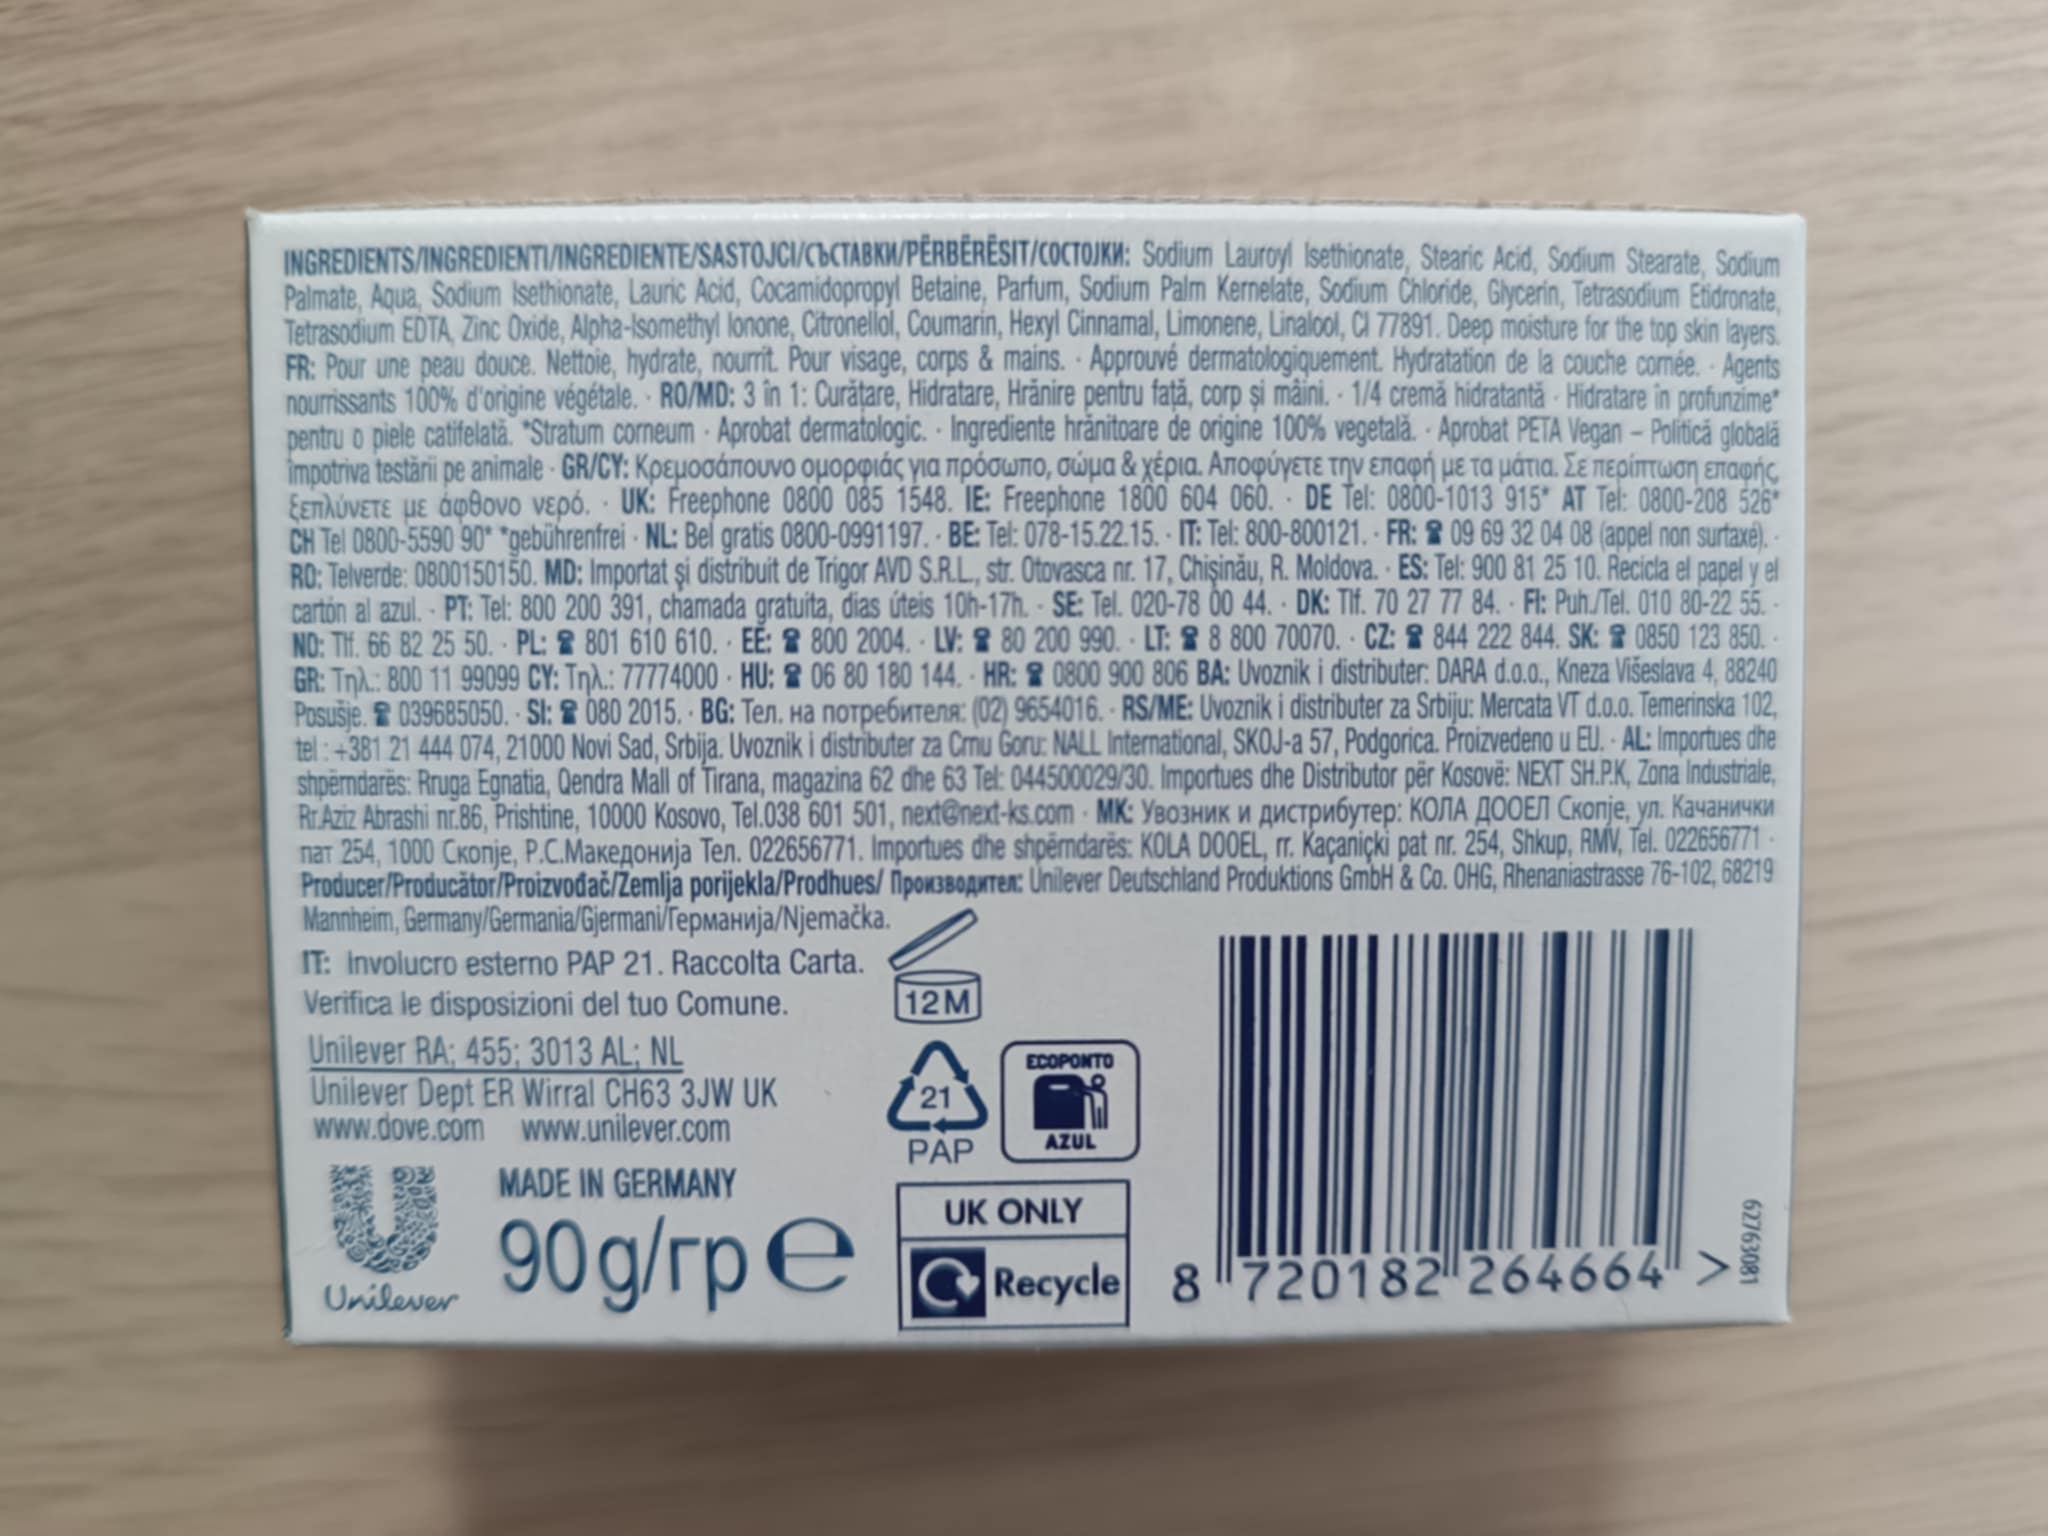 INGREDIENTS/INGREDIENTI/INGREDIENTE/SASTOJCI/СЪСТАВКИ/PËRBËRËSIT/СОСТОЈКИ: Sodium Lauroyl Isethionate, Stearic Acid, Sodium Stearate, Sodium
Palmate, Aqua, Sodium Isethionate, Lauric Acid, Cocamidopropyl Betaine, Parfum, Sodium Palm Kernelate, Sodium Chloride, Glycerin, Tetrasodium Etidronate,
Tetrasodium EDTA, Zinc Oxide, Alpha-Isomethyl Ionone, Citronellol, Coumarin, Hexyl Cinnamal, Limonene, Linalool, CI 77891. Deep moisture for the top skin layers.
FR: Pour une peau douce. Nettoie, hydrate, nourrit. Pour visage, corps & mains. · Approuvé dermatologiquement. Hydratation de la couche cornée. · Agents
nourrissants 100% d'origine végétale. · RO/MD: 3 în 1: Curățare, Hidratare, Hrănire pentru față, corp și mâini. · 1/4 cremă hidratantă · Hidratare în profunzime*
pentru o piele catifelată. *Stratum corneum · Aprobat dermatologic. · Ingrediente hrănitoare de origine 100% vegetală. · Aprobat PETA Vegan – Politică globală
împotriva testării pe animale · GR/CY: Κρεμοσάπουνο ομορφιάς για πρόσωπο, σώμα & χέρια. Αποφύγετε την επαφή με τα μάτια. Σε περίπτωση επαφής,
ξεπλύνετε με άφθονο νερό. · UK: Freephone 0800 085 1548. IE: Freephone 1800 604 060. · DE Tel: 0800-1013 915* AT Tel: 0800-208 526*
CH Tel 0800-5590 90* *gebührenfrei · NL: Bel gratis 0800-0991197. · BE: Tel: 078-15.22.15. · IT: Tel: 800-800121. · FR: ☎ 09 69 32 04 08 (appel non surtaxé). ·
RO: Telverde: 0800150150. MD: Importat și distribuit de Trigor AVD S.R.L., str. Otovasca nr. 17, Chișinău, R. Moldova. · ES: Tel: 900 81 25 10. Recicla el papel y el
cartón al azul. · PT: Tel: 800 200 391, chamada gratuita, dias úteis 10h-17h. · SE: Tel. 020-78 00 44. · DK: Tlf. 70 27 77 84. · FI: Puh./Tel. 010 80-22 55. ·
NO: Tlf. 66 82 25 50. · PL: ☎ 801 610 610. · EE: ☎ 800 2004. · LV: ☎ 80 200 990. · LT: ☎ 8 800 70070. · CZ: ☎ 844 222 844. SK: ☎ 0850 123 850. ·
GR: Τηλ.: 800 11 99099 CY: Τηλ.: 77774000 · HU: ☎ 06 80 180 144. · HR: ☎ 0800 900 806 BA: Uvoznik i distributer: DARA d.o.o., Kneza Višeslava 4, 88240
Posušje. ☎ 039685050. · SI: ☎ 080 2015. · BG: Тел. на потребителя: (02) 9654016. · RS/ME: Uvoznik i distributer za Srbiju: Mercata VT d.o.o. Temerinska 102,
tel : +381 21 444 074, 21000 Novi Sad, Srbija. Uvoznik i distributer za Crnu Goru: NALL International, SKOJ-a 57, Podgorica. Proizvedeno u EU. · AL: Importues dhe
shpërndarës: Rruga Egnatia, Qendra Mall of Tirana, magazina 62 dhe 63 Tel: 044500029/30. Importues dhe Distributor për Kosovë: NEXT SH.P.K, Zona Industriale,
Rr.Aziz Abrashi nr.86, Prishtine, 10000 Kosovo, Tel.038 601 501, next@next-ks.com · MK: Увозник и дистрибутер: КОЛА ДООЕЛ Скопје, ул. Качанички
пат 254, 1000 Скопје, Р.С.Македонија Тел. 022656771. Importues dhe shpërndarës: KOLA DOOEL, rr. Kaçaniçki pat nr. 254, Shkup, RMV, Tel. 022656771 ·
Producer/Producător/Proizvođač/Zemlja porijekla/Prodhues/ Производител: Unilever Deutschland Produktions GmbH & Co. OHG, Rhenaniastrasse 76-102, 68219
Mannheim, Germany/Germania/Gjermani/Германија/Njemačka.
IT: Involucro esterno PAP 21. Raccolta Carta.
Verifica le disposizioni del tuo Comune.
12 M
Unilever RA; 455; 3013 AL; NL
Unilever Dept ER Wirral CH63 3JW UK
www.dove.com www.unilever.com
21
PAP
ECOPONTO
AZUL
MADE IN GERMANY
90g/гр e
Unilever
UK ONLY
Recycle
8 720182 264664 >
62763081